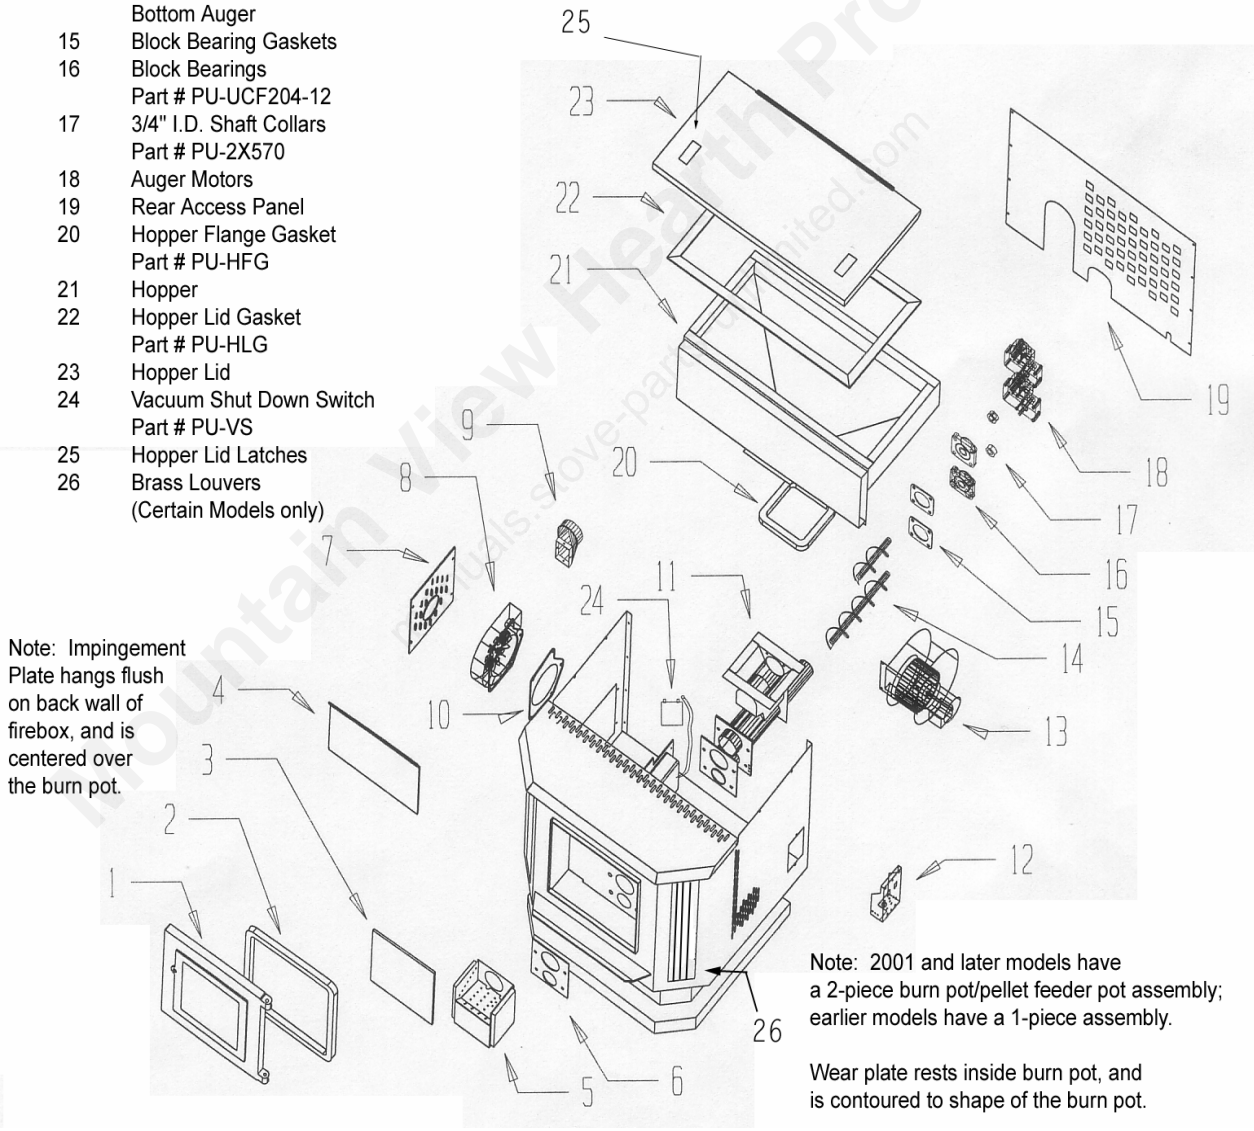 Bottom Auger
15 Block Bearing Gaskets
16 Block Bearings
Part # PU-UCF204-12
17 3/4" I.D. Shaft Collars
Part # PU-2X570
18 Auger Motors
19 Rear Access Panel
20 Hopper Flange Gasket
Part # PU-HFG
21 Hopper
22 Hopper Lid Gasket
Part # PU-HLG
23 Hopper Lid
24 Vacuum Shut Down Switch
Part # PU-VS
25 Hopper Lid Latches
26 Brass Louvers
(Certain Models only)
25
23
22
21
19
9
20
18
8
17
7
11
16
24
15
14
Note: Impingement
Plate hangs flush
on back wall of
firebox, and is
centered over
the burn pot.
4
10
13
3
2
12
1
26
5
6
Note: 2001 and later models have
a 2-piece burn pot/pellet feeder pot assembly;
earlier models have a 1-piece assembly.
Wear plate rests inside burn pot, and
is contoured to shape of the burn pot.
Mountain View Hearth Pro